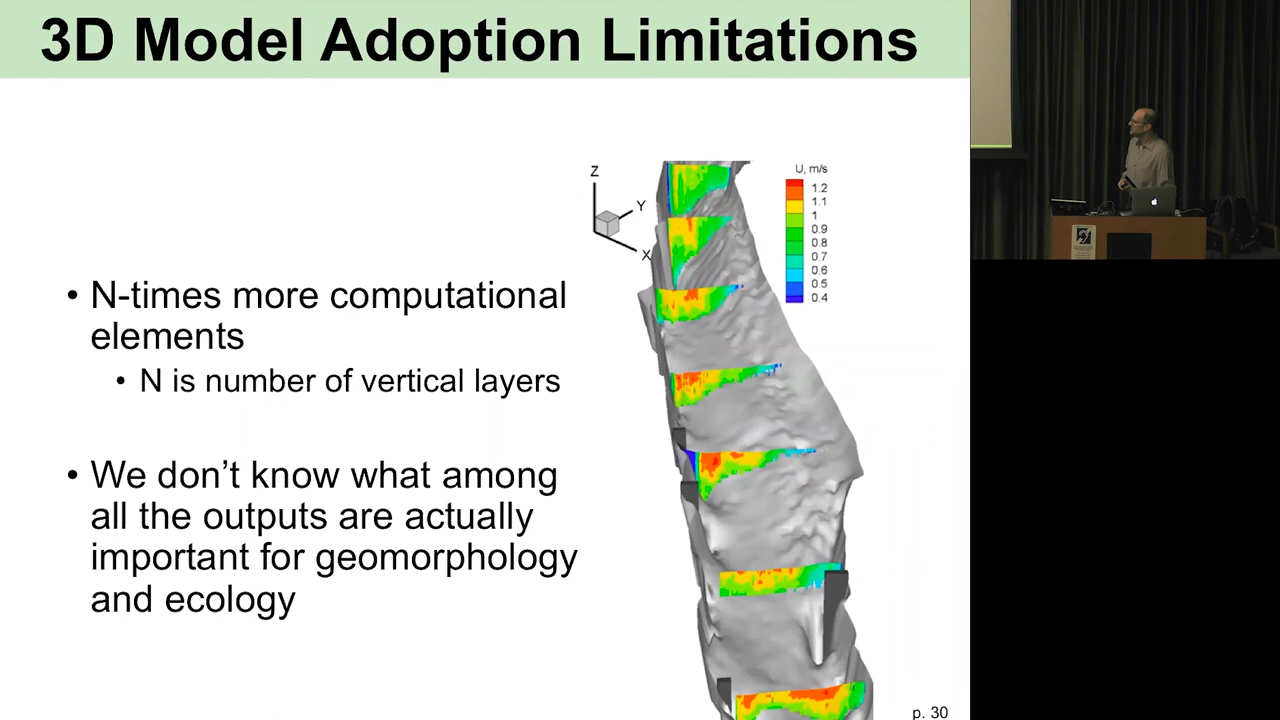 3D Model Adoption Limitations
• N-times more computational
elements
• N is number of vertical layers
• We don’t know what among
all the outputs are actually
important for geomorphology
and ecology
Z
Y
X
U, m/s
1.2
1.1
1
0.9
0.8
0.7
0.6
0.5
0.4
p. 30